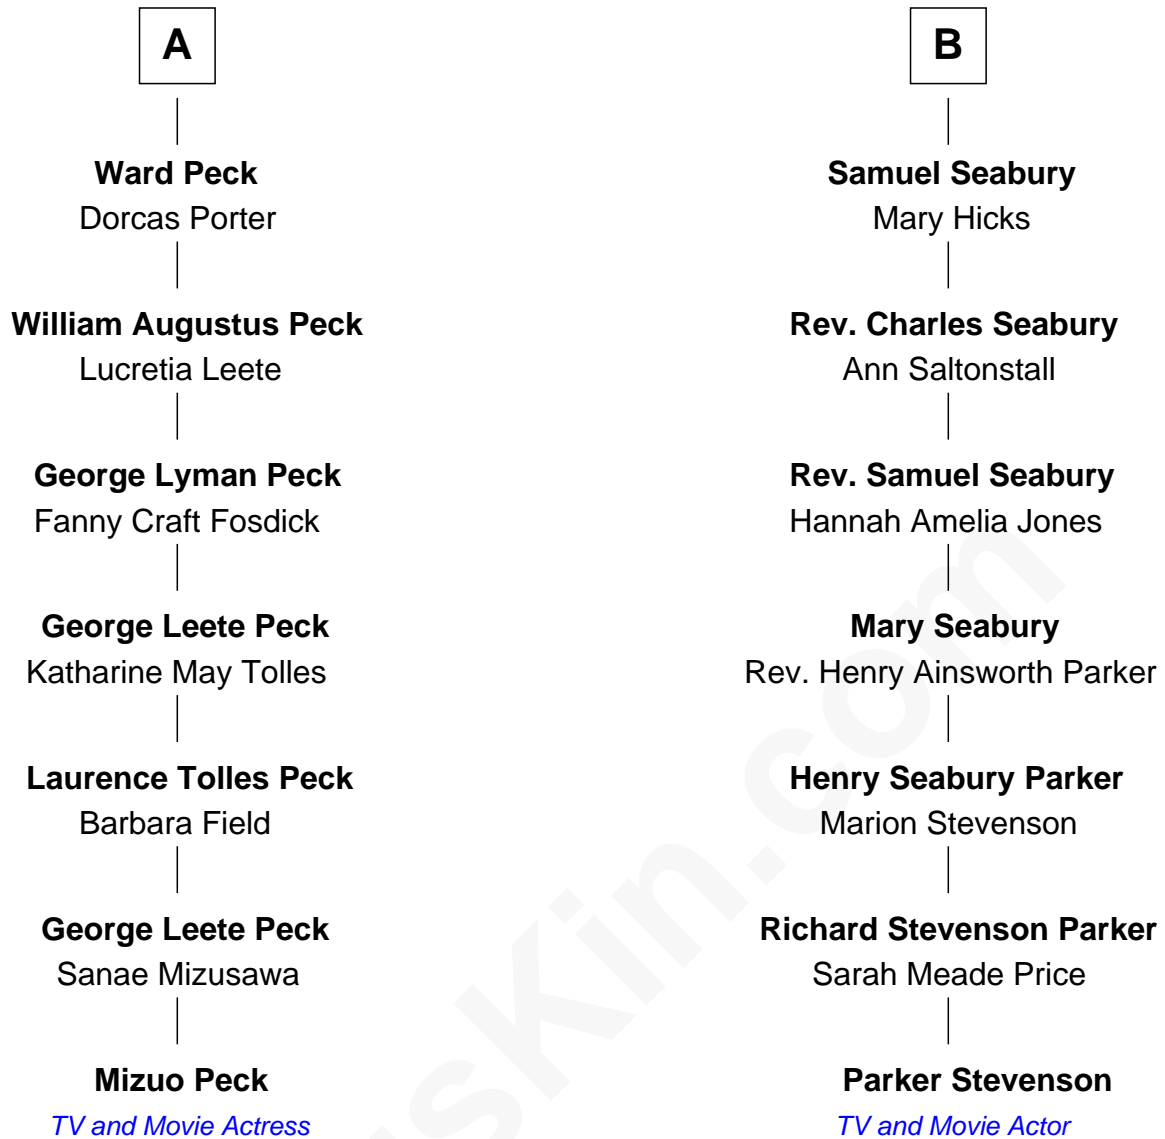 A
B
Ward Peck
Dorcas Porter
Samuel Seabury
Mary Hicks
William Augustus Peck
Lucretia Leete
Rev. Charles Seabury
Ann Saltonstall
George Lyman Peck
Fanny Craft Fosdick
Rev. Samuel Seabury
Hannah Amelia Jones
George Leete Peck
Katharine May Tolles
Mary Seabury
Rev. Henry Ainsworth Parker
Laurence Tolles Peck
Barbara Field
Henry Seabury Parker
Marion Stevenson
George Leete Peck
Sanae Mizusawa
Richard Stevenson Parker
Sarah Meade Price
Mizuo Peck
TV and Movie Actress
Parker Stevenson
TV and Movie Actor
usKin.com